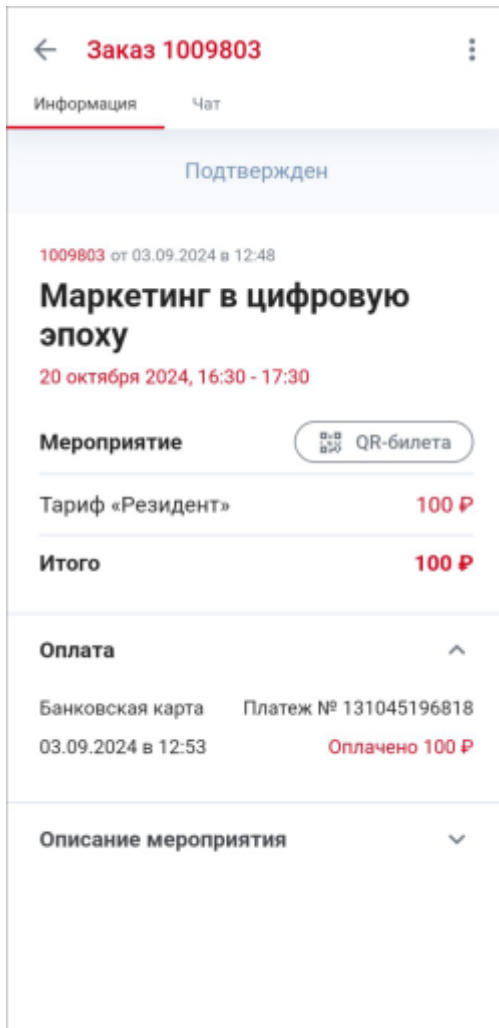 Заказ 1009803
Информация Чат
Подтвержден
1009803 от 03.09.2024 в 12:48
Маркетинг в цифровую
эпоху
20 октября 2024, 16:30 - 17:30
Мероприятие QR-билета
Тариф «Резидент» 100 ₽
Итого 100 ₽
Оплата
Банковская карта Платеж № 131045196818
03.09.2024 в 12:53 Оплачено 100 ₽
Описание мероприятия